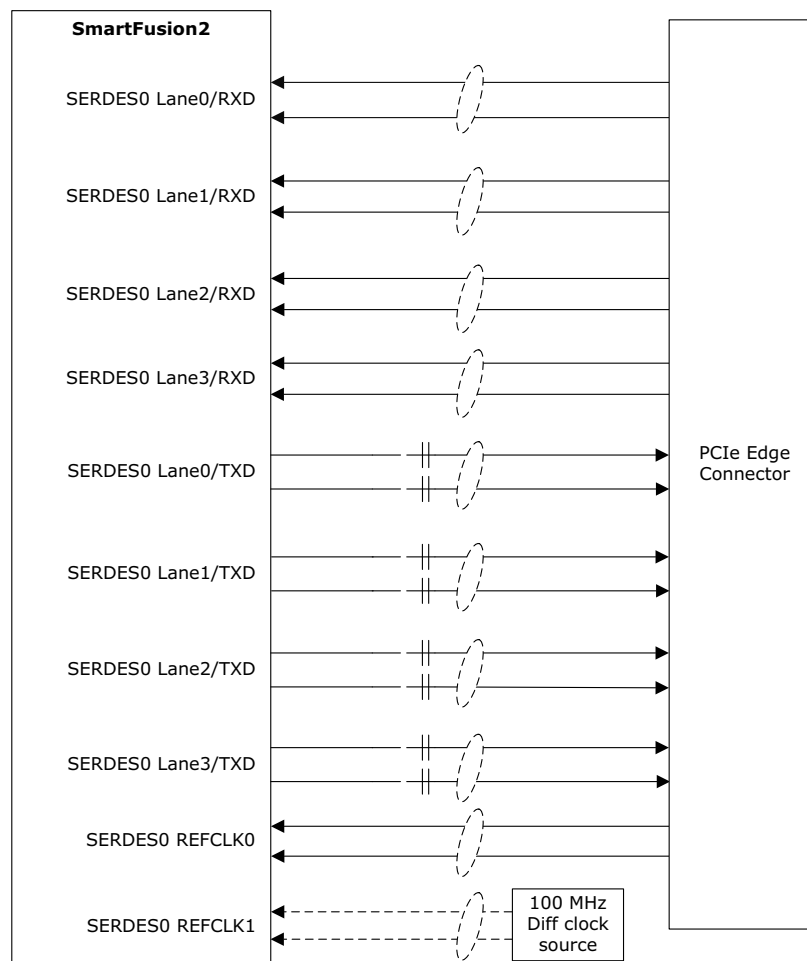 SmartFusion2
SERDES0 Lane0/RXD
SERDES0 Lane1/RXD
SERDES0 Lane2/RXD
SERDES0 Lane3/RXD
SERDES0 Lane0/TXD
PCIe Edge
Connector
SERDES0 Lane1/TXD
SERDES0 Lane2/TXD
SERDES0 Lane3/TXD
SERDES0 REFCLK0
SERDES0 REFCLK1
100 MHz
Diff clock
source